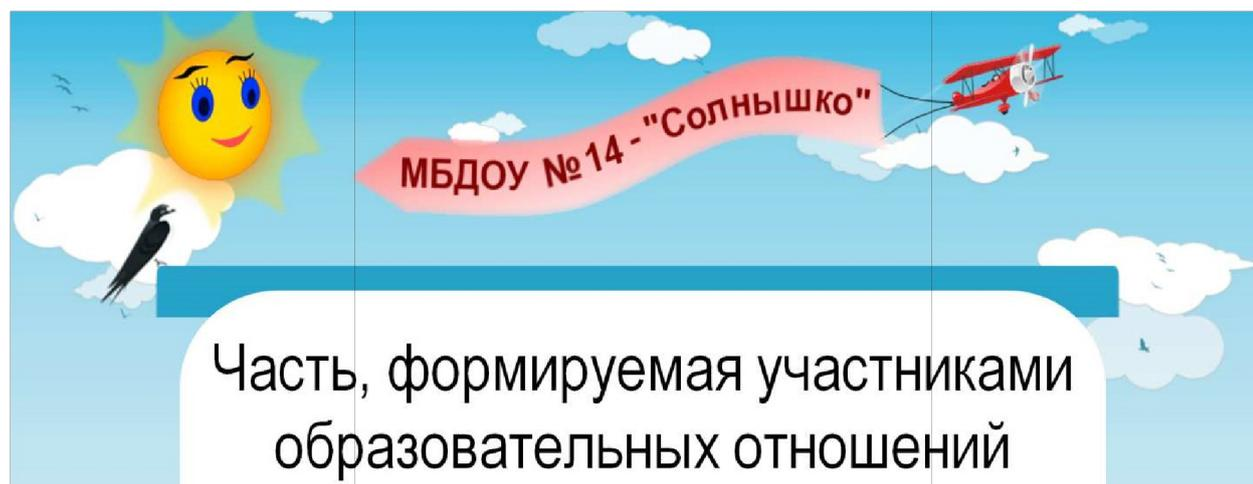 МБДОУ №14 - "Солнышко"
Часть, формируемая участниками
образовательных отношений